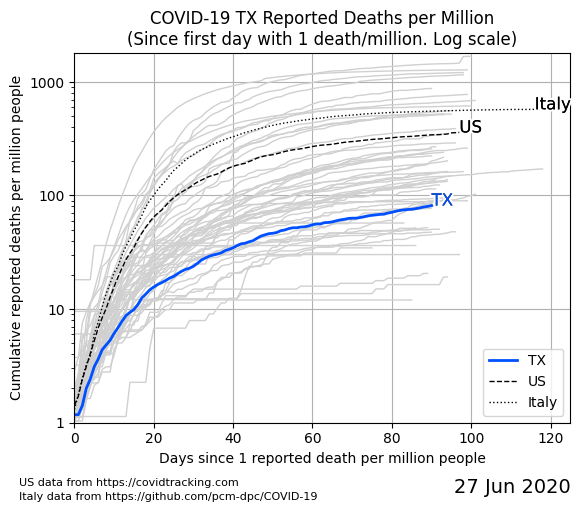 COVID-19 TX Reported Deaths per Million
(Since first day with 1 death/million. Log scale)
Cumulative reported deaths per million people
1000
100
10
1
Italy
US
TX
TX
US
Italy
0 20 40 60 80 100 120
Days since 1 reported death per million people
US data from https://covidtracking.com
Italy data from https://github.com/pcm-dpc/COVID-19
27 Jun 2020